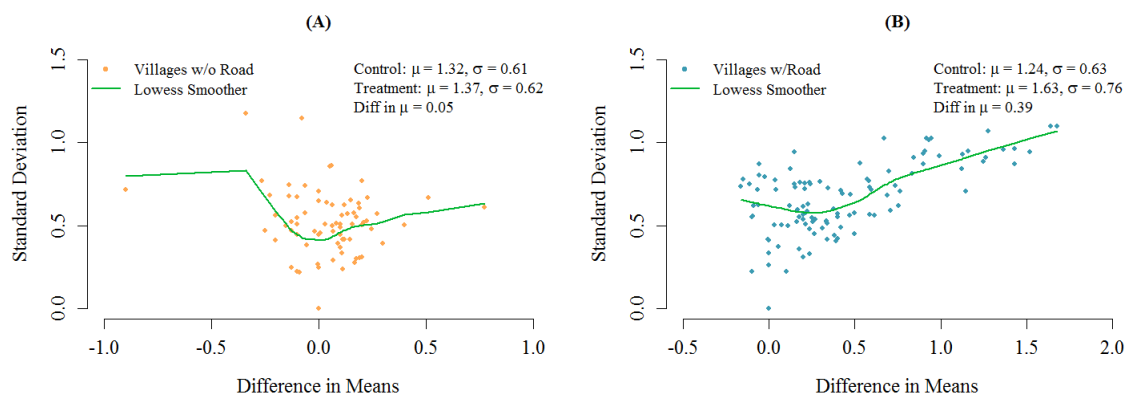 (A)
Villages w/o Road
Lowess Smoother
Control: μ = 1.32, σ = 0.61
Treatment: μ = 1.37, σ = 0.62
Diff in μ = 0.05
Standard Deviation
1.5
1.0
0.5
0.0
-1.0 -0.5 0.0 0.5 1.0
Difference in Means
(B)
Villages w/Road
Lowess Smoother
Control: μ = 1.24, σ = 0.63
Treatment: μ = 1.63, σ = 0.76
Diff in μ = 0.39
Standard Deviation
1.5
1.0
0.5
0.0
-0.5 0.0 0.5 1.0 1.5 2.0
Difference in Means